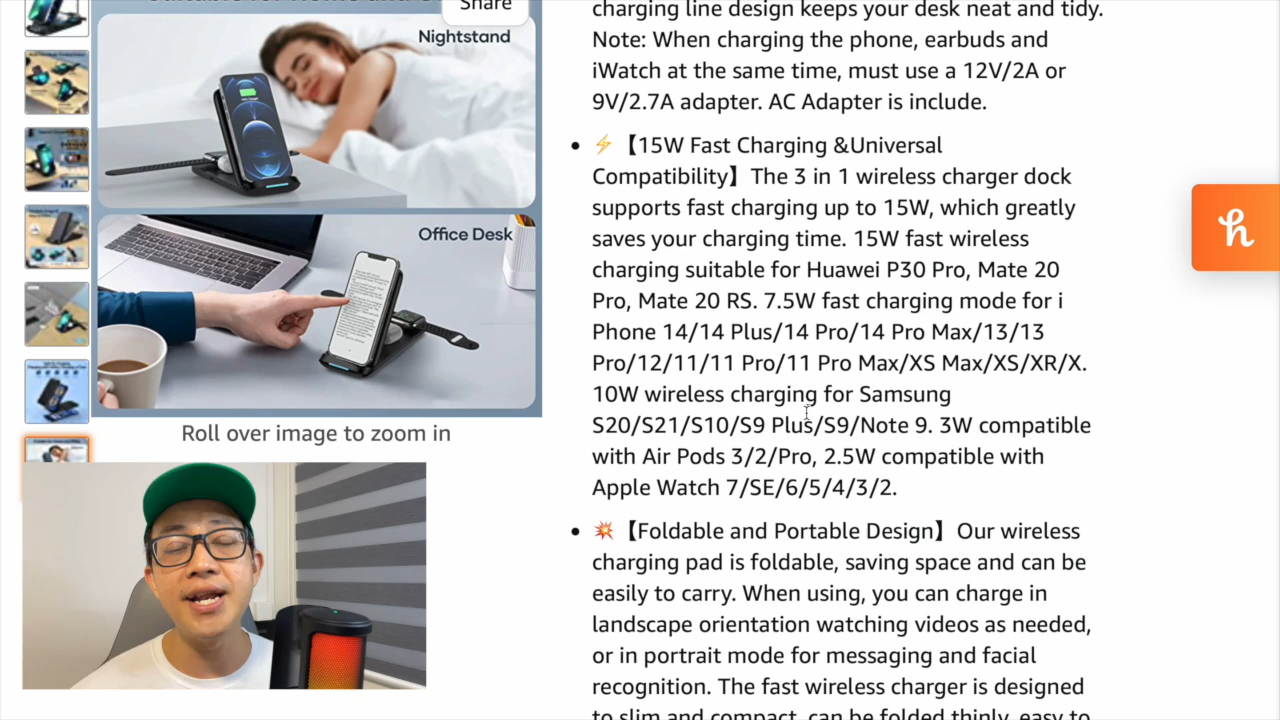 Share
Nightstand
Office Desk
Roll over image to zoom in
charging line design keeps your desk neat and tidy.
Note: When charging the phone, earbuds and
iWatch at the same time, must use a 12V/2A or
9V/2.7A adapter. AC Adapter is include.
• ⚡【15W Fast Charging &Universal
Compatibility】The 3 in 1 wireless charger dock
supports fast charging up to 15W, which greatly
saves your charging time. 15W fast wireless
charging suitable for Huawei P30 Pro, Mate 20
Pro, Mate 20 RS. 7.5W fast charging mode for i
Phone 14/14 Plus/14 Pro/14 Pro Max/13/13
Pro/12/11/11 Pro/11 Pro Max/XS Max/XS/XR/X.
10W wireless charging for Samsung
S20/S21/S10/S9 Plus/S9/Note 9. 3W compatible
with Air Pods 3/2/Pro, 2.5W compatible with
Apple Watch 7/SE/6/5/4/3/2.
• 💥【Foldable and Portable Design】Our wireless
charging pad is foldable, saving space and can be
easily to carry. When using, you can charge in
landscape orientation watching videos as needed,
or in portrait mode for messaging and facial
recognition. The fast wireless charger is designed
to slim and compact, can be folded thinly, easy to
h